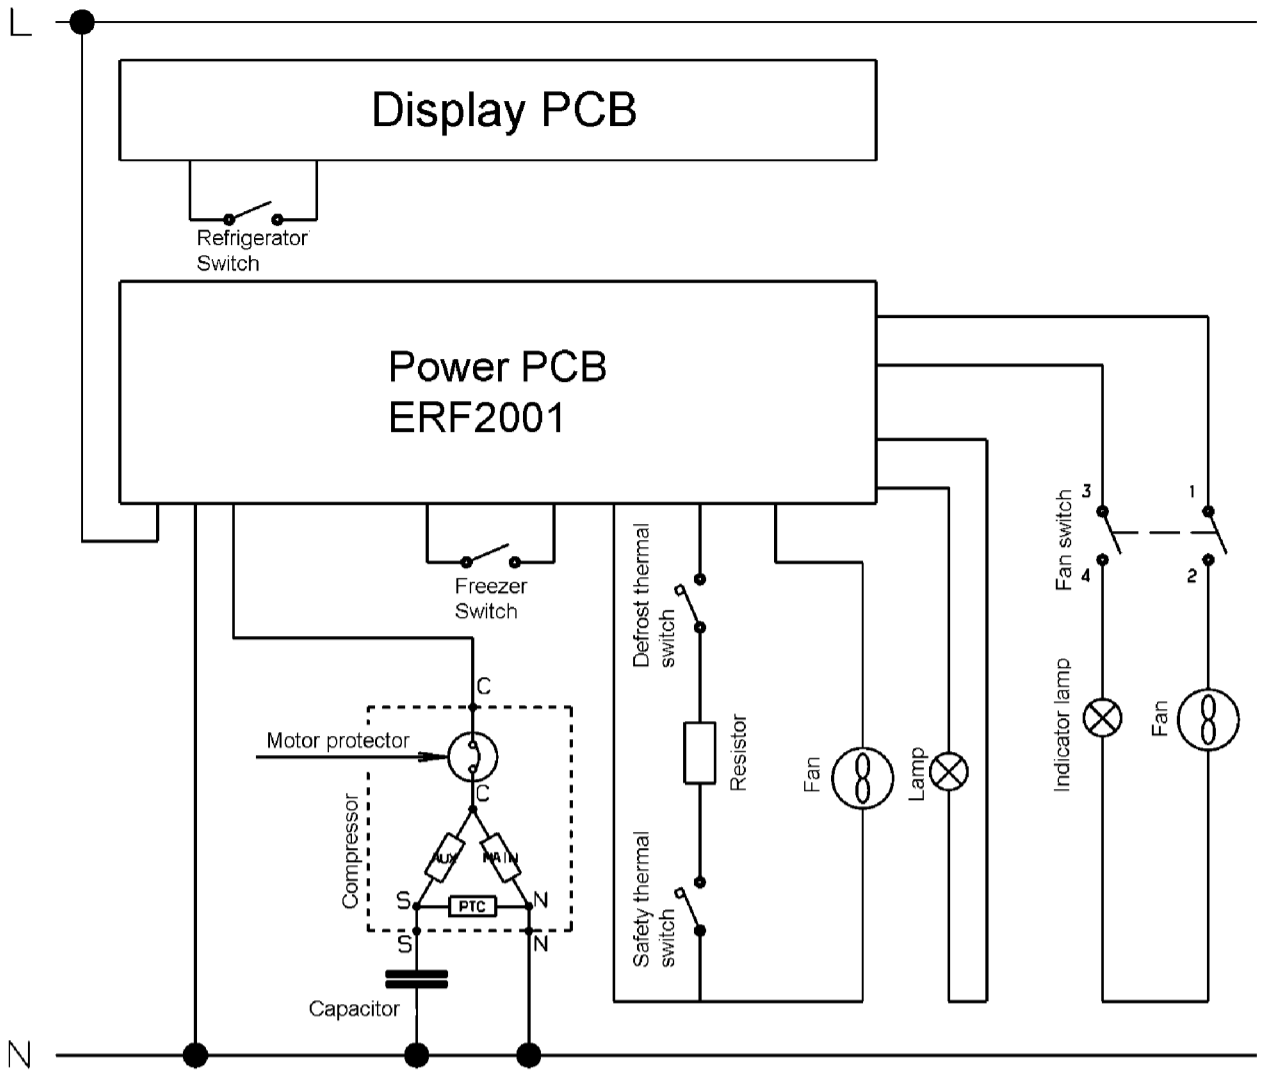 L
Display PCB
Refrigerator
Switch
Power PCB
ERF2001
Freezer
Switch
Defrost thermal
switch
Fan switch
3
1
4
2
C
Motor protector
C
Compressor
AUX
MAIN
S
PTC
N
S
N
Capacitor
Resistor
Safety thermal
switch
Fan
Lamp
Indicator lamp
Fan
N